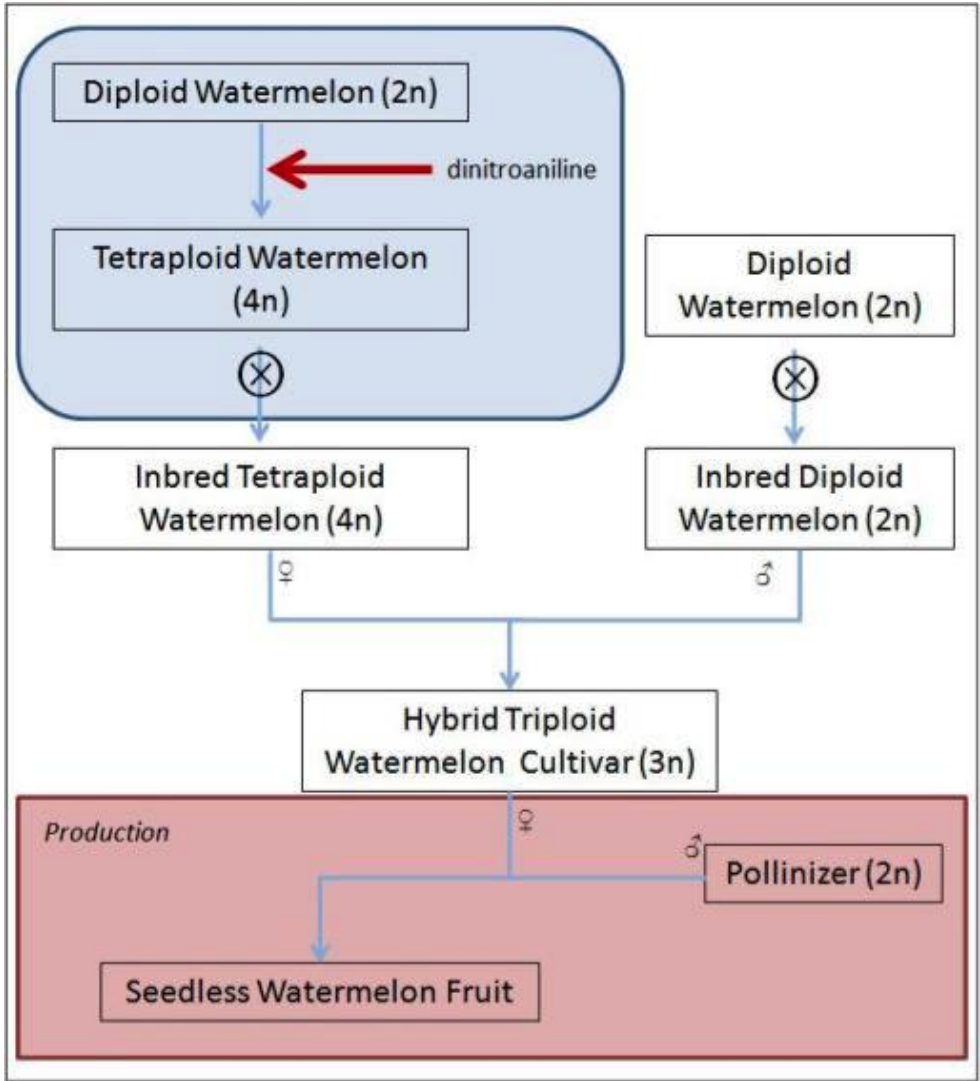 Diploid Watermelon (2n)
dinitroaniline
Tetraploid Watermelon
(4n)
Diploid
Watermelon (2n)
Inbred Tetraploid
Watermelon (4n)
Inbred Diploid
Watermelon (2n)
♀
♂
Hybrid Triploid
Watermelon Cultivar (3n)
Production
♀
♂
Pollinizer (2n)
Seedless Watermelon Fruit